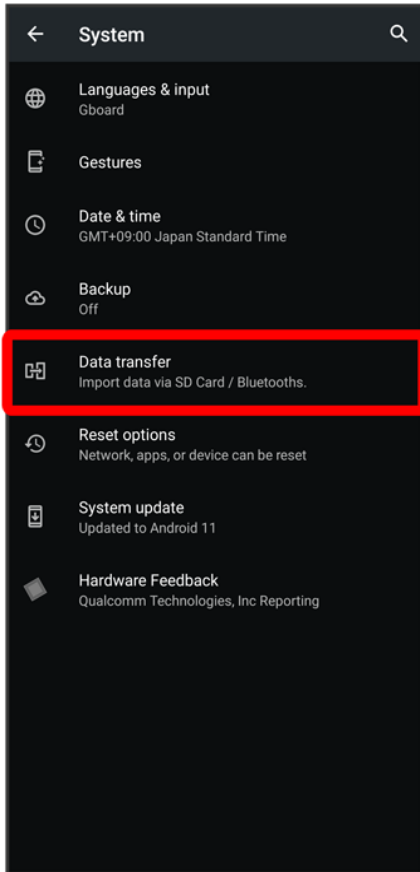 System
Languages & input
Gboard
Gestures
Date & time
GMT+09:00 Japan Standard Time
Backup
Off
Data transfer
Import data via SD Card / Bluetooths.
Reset options
Network, apps, or device can be reset
System update
Updated to Android 11
Hardware Feedback
Qualcomm Technologies, Inc Reporting